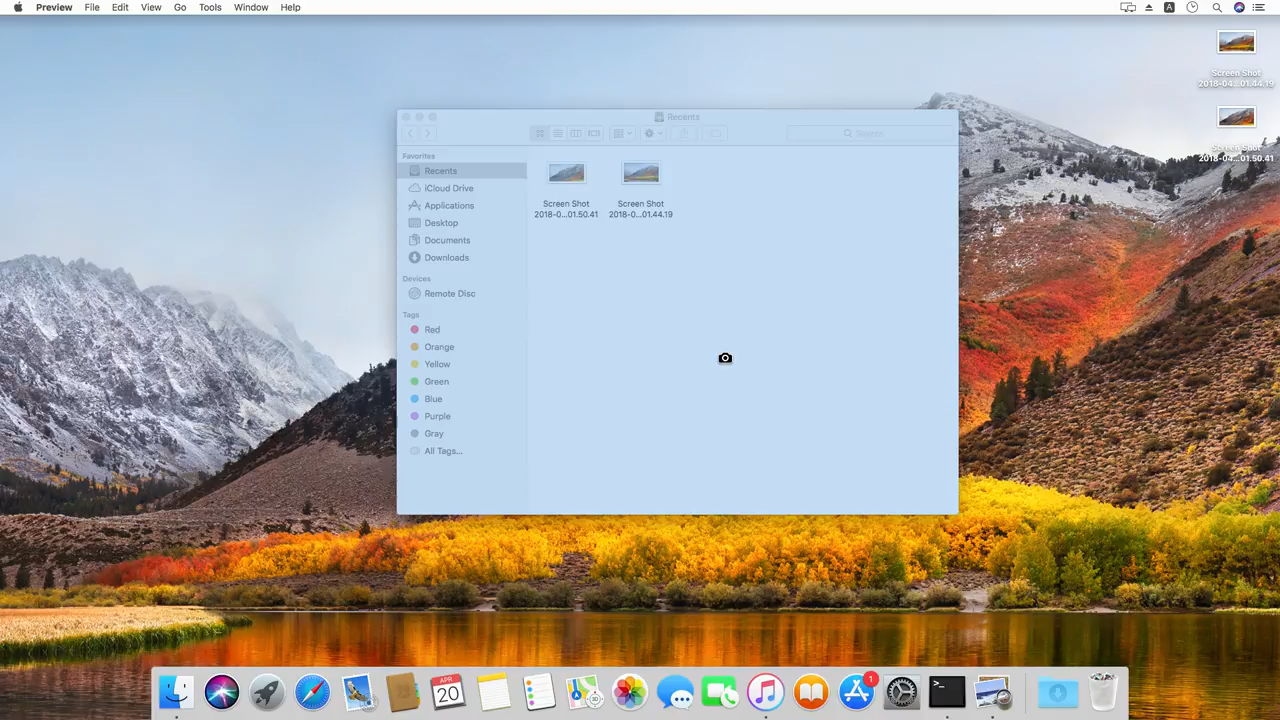 Preview File Edit View Go Tools Window Help
A
Screen Shot
2018-04...01.44.19
Screen Shot
2018-04...01.50.41
Recents
Search
Favorites
Recents
iCloud Drive
Applications
Desktop
Documents
Downloads
Devices
Remote Disc
Tags
Red
Orange
Yellow
Green
Blue
Purple
Gray
All Tags...
Screen Shot
2018-0...01.50.41
Screen Shot
2018-0...01.44.19
APR
20
3D
1
>_